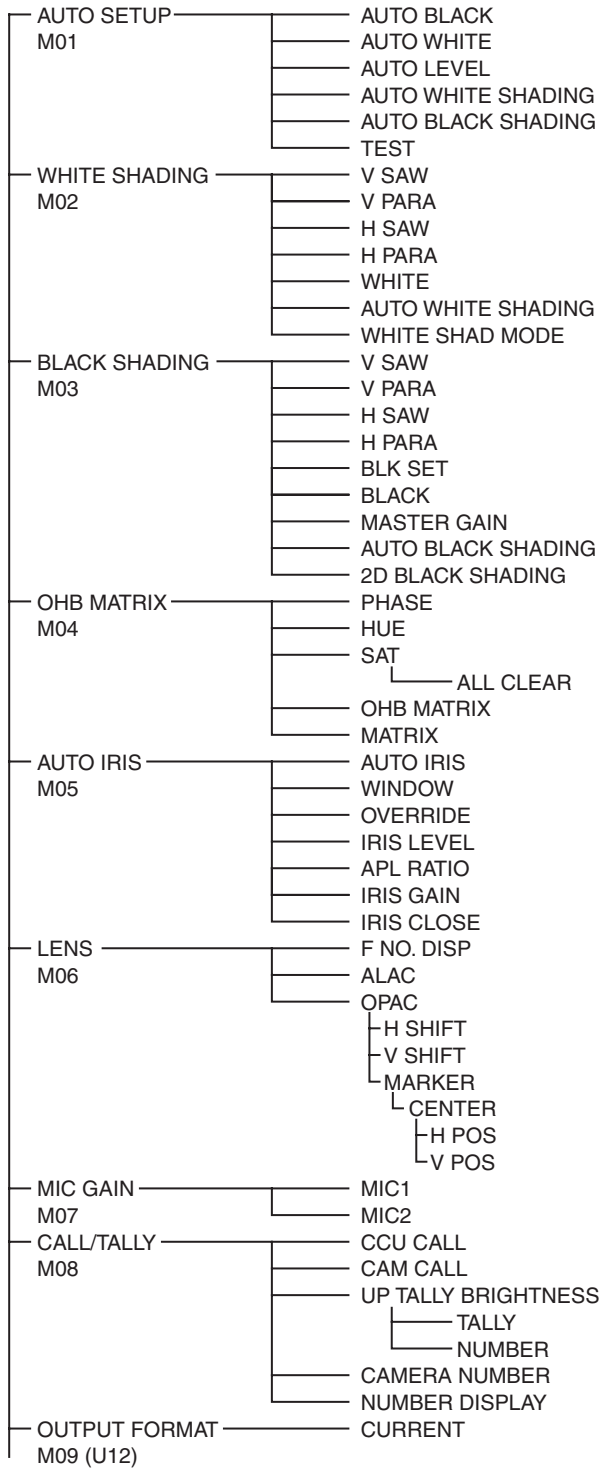 AUTO SETUP AUTO BLACK
M01 AUTO WHITE
AUTO LEVEL
AUTO WHITE SHADING
AUTO BLACK SHADING
TEST
WHITE SHADING V SAW
M02 V PARA
H SAW
H PARA
WHITE
AUTO WHITE SHADING
WHITE SHAD MODE
BLACK SHADING V SAW
M03 V PARA
H SAW
H PARA
BLK SET
BLACK
MASTER GAIN
AUTO BLACK SHADING
2D BLACK SHADING
OHB MATRIX PHASE
M04 HUE
SAT
ALL CLEAR
OHB MATRIX
MATRIX
AUTO IRIS AUTO IRIS
M05 WINDOW
OVERRIDE
IRIS LEVEL
APL RATIO
IRIS GAIN
IRIS CLOSE
LENS F NO. DISP
M06 ALAC
OPAC
H SHIFT
V SHIFT
MARKER
CENTER
H POS
V POS
MIC GAIN MIC1
M07 MIC2
CALL/TALLY CCU CALL
M08 CAM CALL
UP TALLY BRIGHTNESS
TALLY
NUMBER
CAMERA NUMBER
NUMBER DISPLAY
OUTPUT FORMAT CURRENT
M09 (U12)